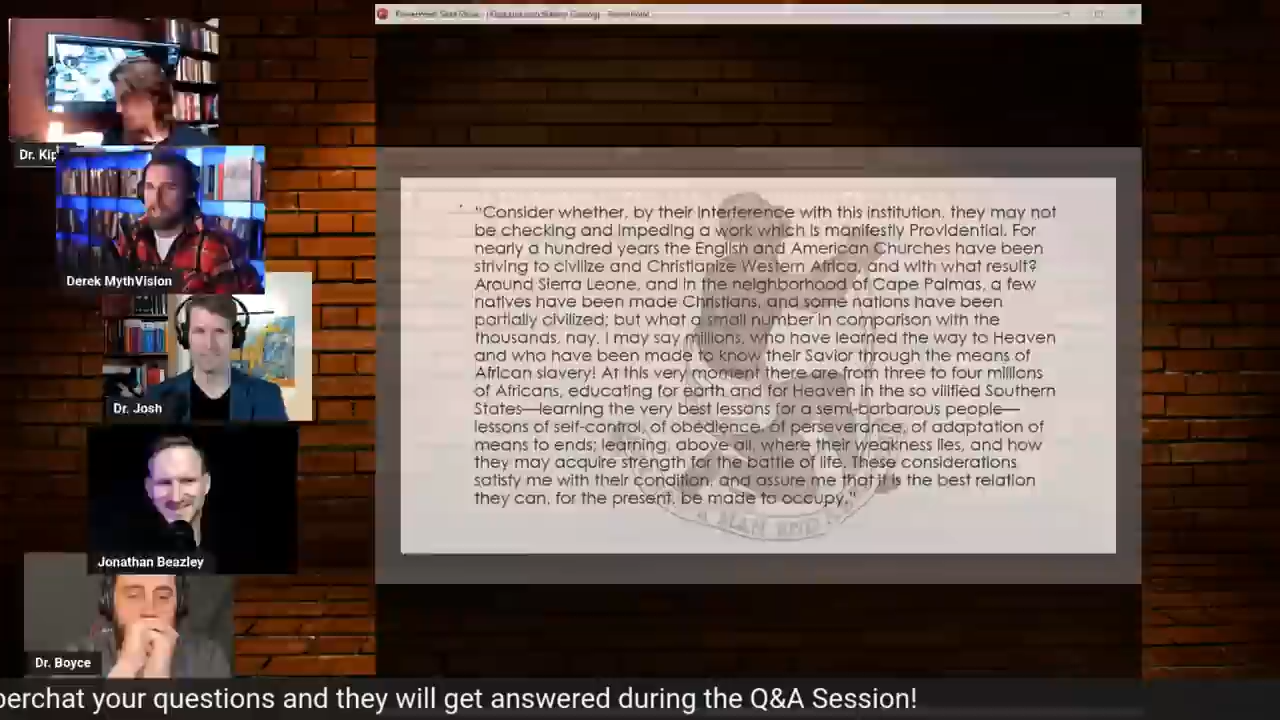 Dr. Kip
Derek MythVision
Dr. Josh
Jonathan Beazley
Dr. Boyce
"Consider whether, by their interference with this institution, they may not
be checking and impeding a work which is manifestly Providential. For
nearly a hundred years the English and American Churches have been
striving to civilize and Christianize Western Africa, and with what result?
Around Sierra Leone, and in the neighborhood of Cape Palmas, a few
natives have been made Christians, and some nations have been
partially civilized; but what a small number in comparison with the
thousands, nay, I may say millions, who have learned the way to Heaven
and who have been made to know their Savior through the means of
African slavery! At this very moment there are from three to four millions
of Africans, educating for earth and for Heaven in the so vilified Southern
States—learning the very best lessons for a semi-barbarous people—
lessons of self-control, of obedience, of perseverance, of adaptation of
means to ends; learning, above all, where their weakness lies, and how
they may acquire strength for the battle of life. These considerations
satisfy me with their condition, and assure me that it is the best relation
they can, for the present, be made to occupy."
A MAN AND
perchat your questions and they will get answered during the Q&A Session!